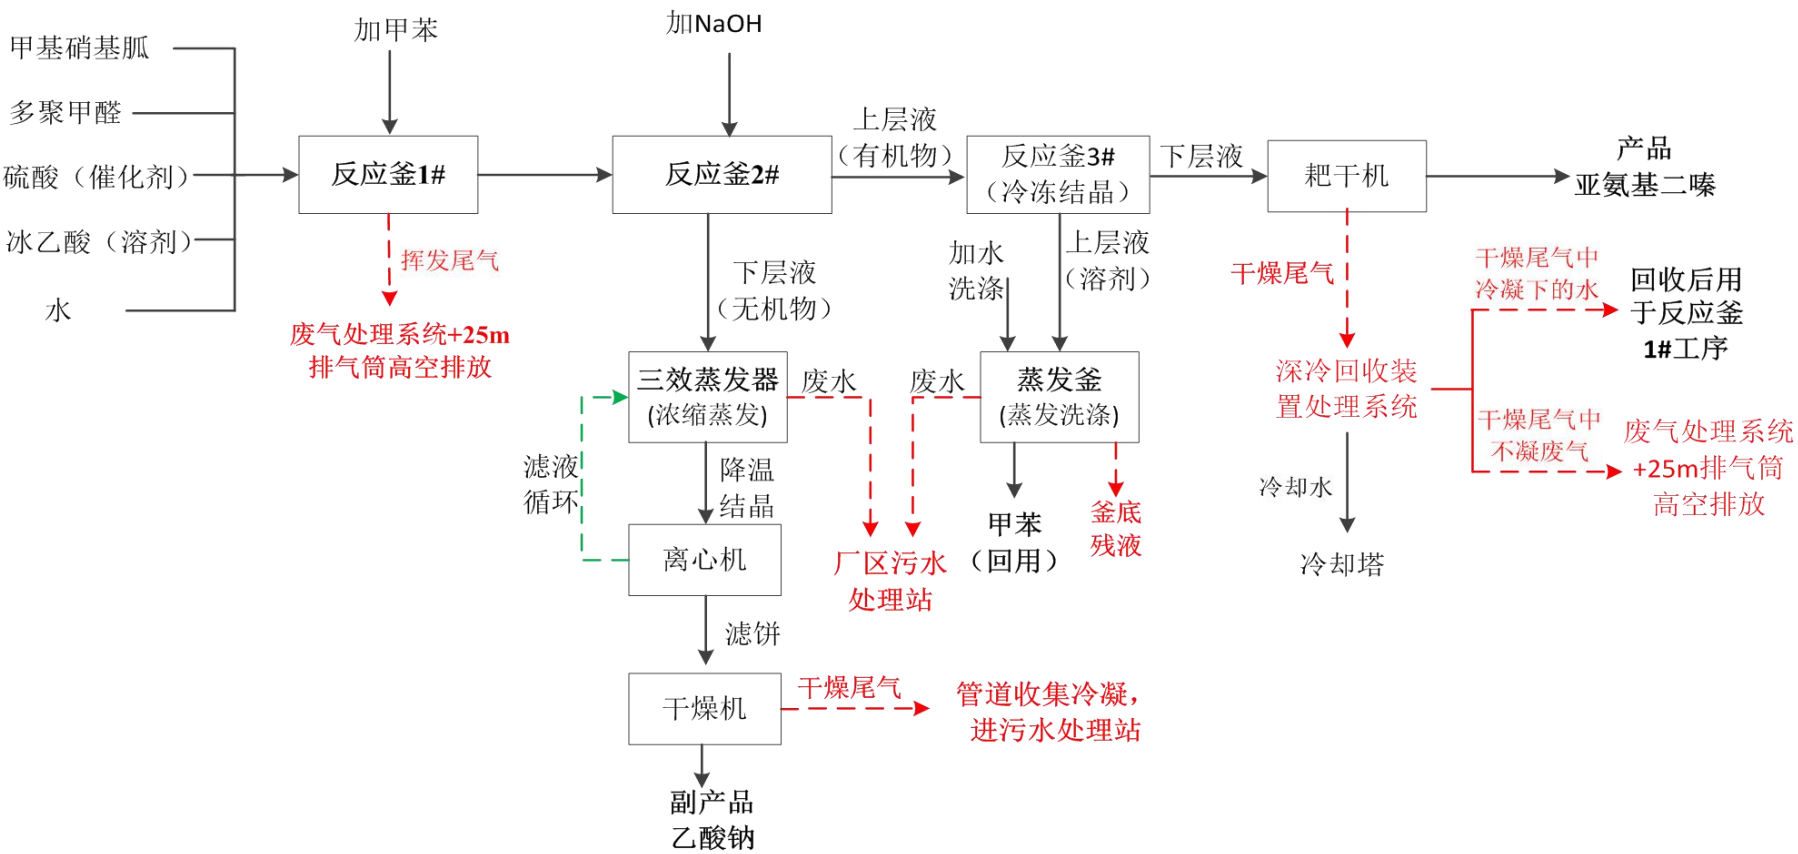 甲基硝基胍
多聚甲醛
硫酸（催化剂）
冰乙酸（溶剂）
水
加甲苯
反应釜1#
挥发尾气
废气处理系统+25m
排气筒高空排放
加NaOH
反应釜2#
上层液
（有机物）
反应釜3#
（冷冻结晶）
下层液
耙干机
产品
亚氨基二嗪
下层液
（无机物）
加水
洗涤
上层液
（溶剂）
干燥尾气
干燥尾气中
冷凝下的水
回收后用
于反应釜
1#工序
三效蒸发器
(浓缩蒸发)
废水
废水
蒸发釜
(蒸发洗涤)
深冷回收装
置处理系统
干燥尾气中
不凝废气
废气处理系统
+25m排气筒
高空排放
滤液
循环
降温
结晶
冷却水
冷却塔
离心机
厂区污水
处理站
甲苯
（回用）
釜底
残液
滤饼
干燥机
干燥尾气
管道收集冷凝，
进污水处理站
副产品
乙酸钠